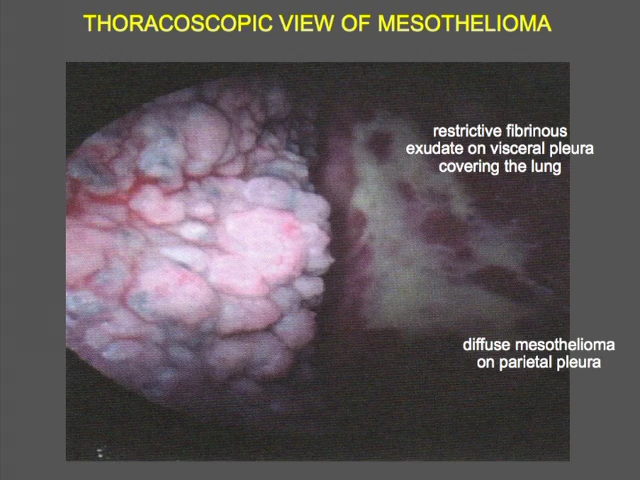 THORACOSCOPIC VIEW OF MESOTHELIOMA
restrictive fibrinous
exudate on visceral pleura
covering the lung
diffuse mesothelioma
on parietal pleura